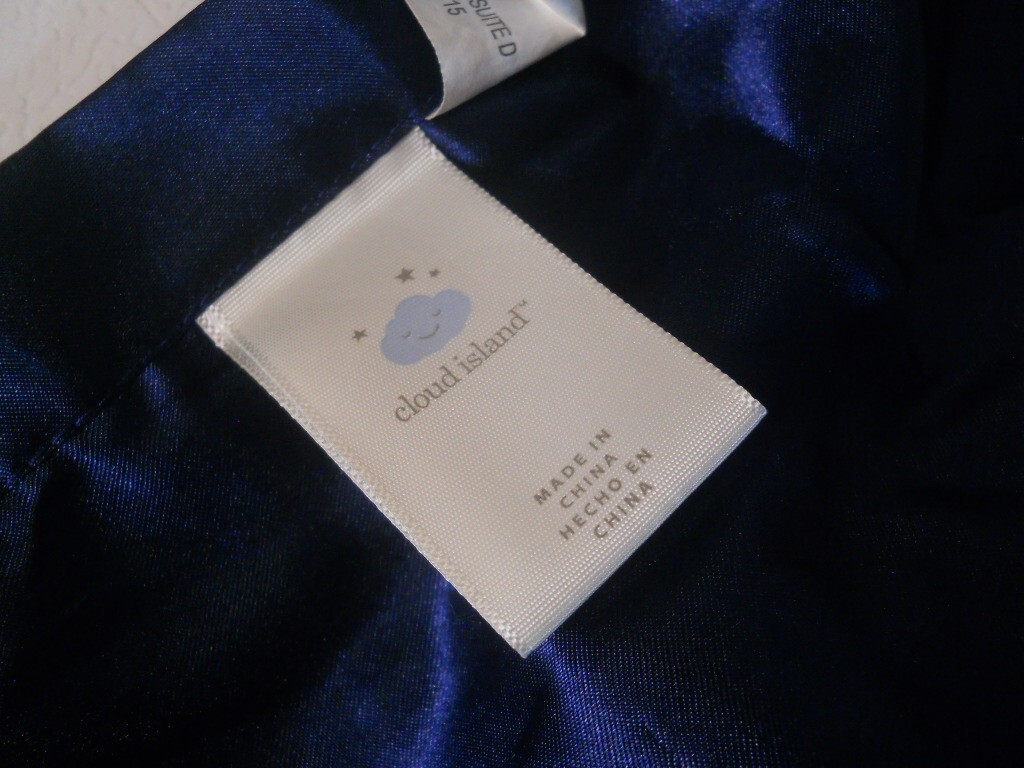 SUITE D
15
cloud island™
MADE IN
CHINA
HECHO EN
CHINA